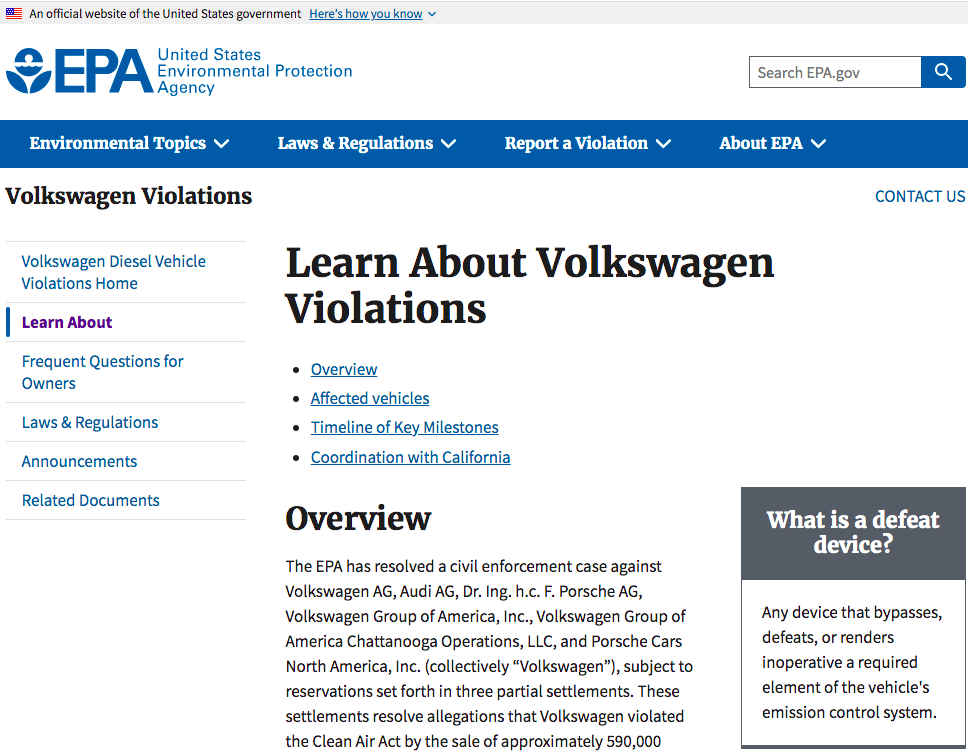 An official website of the United States government Here's how you know
EPA United States
Environmental Protection
Agency
Search EPA.gov
Environmental Topics Laws & Regulations Report a Violation About EPA
Volkswagen Violations
CONTACT US
Volkswagen Diesel Vehicle
Violations Home
Learn About
Frequent Questions for
Owners
Laws & Regulations
Announcements
Related Documents
Learn About Volkswagen
Violations
• Overview
• Affected vehicles
• Timeline of Key Milestones
• Coordination with California
Overview
The EPA has resolved a civil enforcement case against
Volkswagen AG, Audi AG, Dr. Ing. h.c. F. Porsche AG,
Volkswagen Group of America, Inc., Volkswagen Group of
America Chattanooga Operations, LLC, and Porsche Cars
North America, Inc. (collectively “Volkswagen”), subject to
reservations set forth in three partial settlements. These
settlements resolve allegations that Volkswagen violated
the Clean Air Act by the sale of approximately 590,000
What is a defeat
device?
Any device that bypasses,
defeats, or renders
inoperative a required
element of the vehicle's
emission control system.